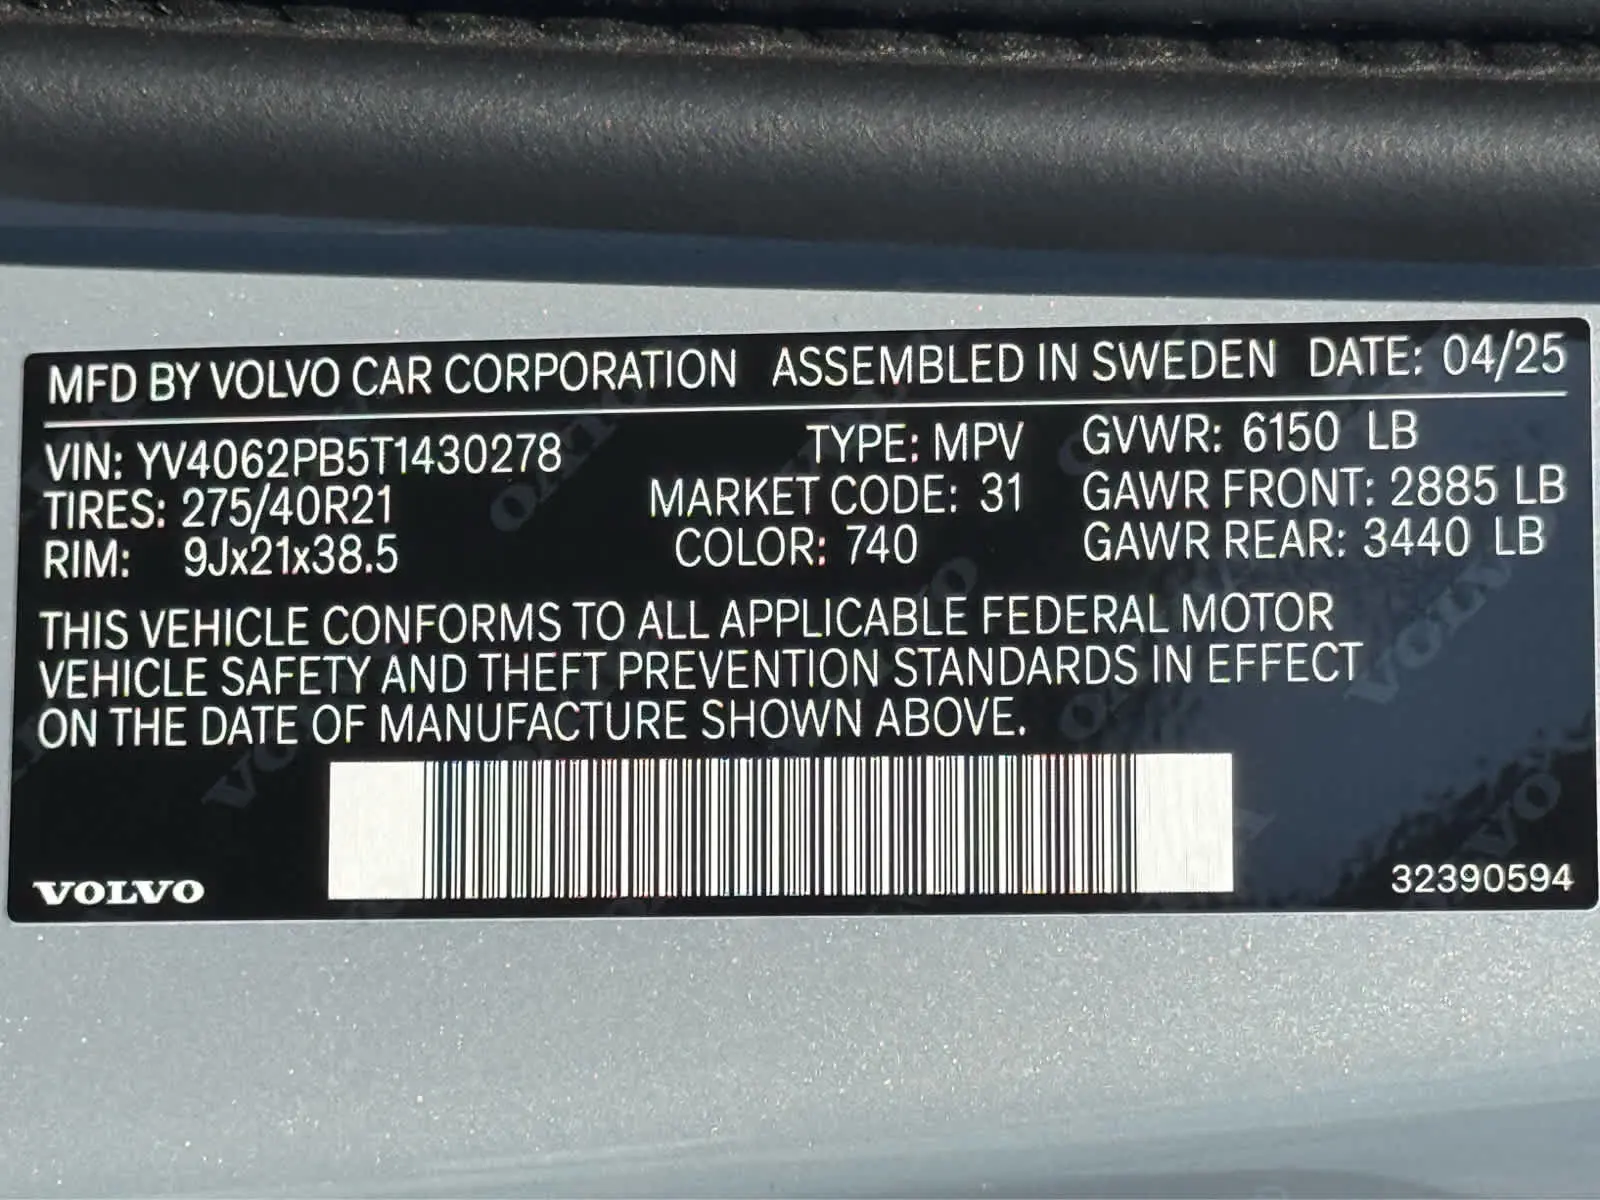 MFD BY VOLVO CAR CORPORATION ASSEMBLED IN SWEDEN DATE: 04/25
VIN: YV4062PB5T1430278 TYPE: MPV GVWR: 6150 LB
TIRES: 275/40R21 MARKET CODE: 31 GAWR FRONT: 2885 LB
RIM: 9Jx21x38.5 COLOR: 740 GAWR REAR: 3440 LB
THIS VEHICLE CONFORMS TO ALL APPLICABLE FEDERAL MOTOR
VEHICLE SAFETY AND THEFT PREVENTION STANDARDS IN EFFECT
ON THE DATE OF MANUFACTURE SHOWN ABOVE.
VOLVO 32390594